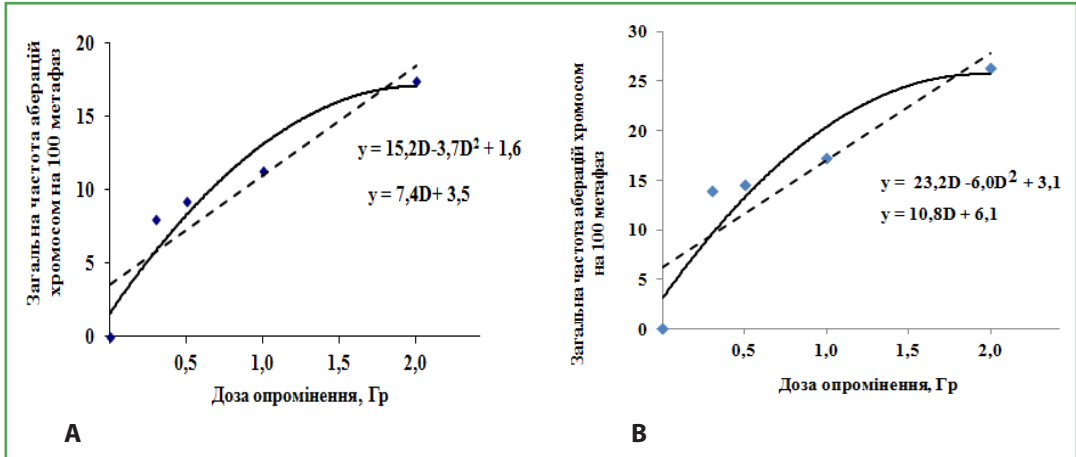 Загальна частота аберацій
хромосом на 100 метафаз
20
15
10
5
0
y = 15,2D-3,7D² + 1,6
y = 7,4D+ 3,5
0,5
1,0
1,5
2,0
Доза опромінення, Гр
A
Загальна частота аберацій хромосом
на 100 метафаз
30
25
20
15
10
5
0
y = 23,2D -6,0D² + 3,1
y = 10,8D + 6,1
0,5
1,0
1,5
2,0
Доза опромінення, Гр
B